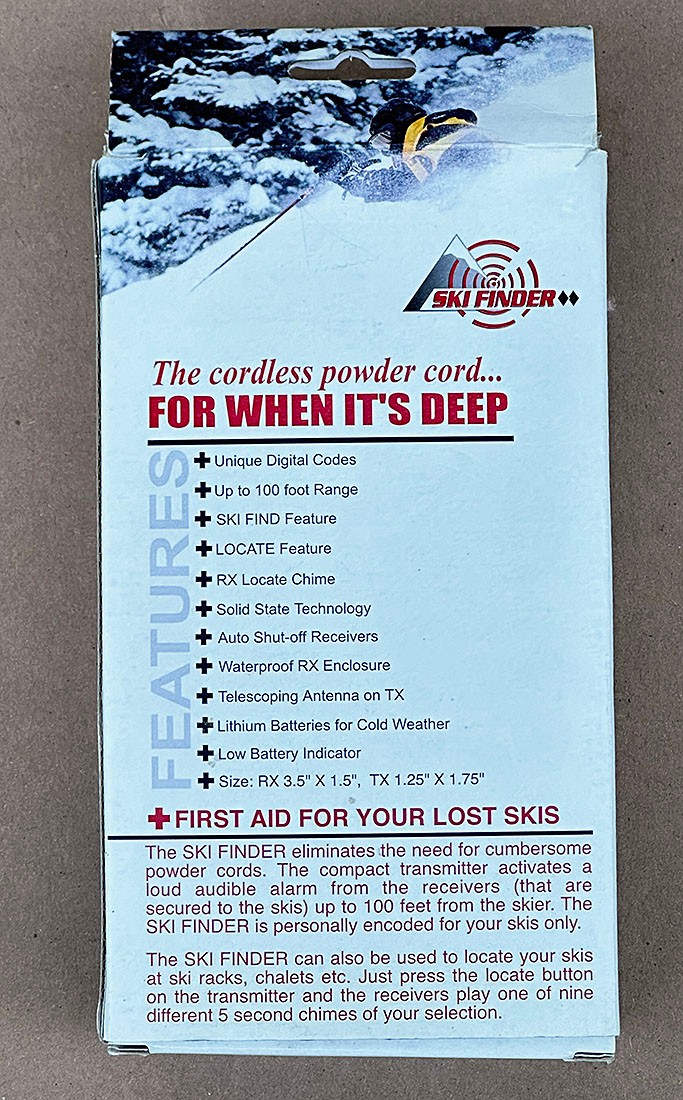 SKI FINDER
The cordless powder cord...
FOR WHEN IT'S DEEP
FEATURES
Unique Digital Codes
Up to 100 foot Range
SKI FIND Feature
LOCATE Feature
RX Locate Chime
Solid State Technology
Auto Shut-off Receivers
Waterproof RX Enclosure
Telescoping Antenna on TX
Lithium Batteries for Cold Weather
Low Battery Indicator
Size: RX 3.5" X 1.5", TX 1.25" X 1.75"
FIRST AID FOR YOUR LOST SKIS
The SKI FINDER eliminates the need for cumbersome
powder cords. The compact transmitter activates a
loud audible alarm from the receivers (that are
secured to the skis) up to 100 feet from the skier. The
SKI FINDER is personally encoded for your skis only.
The SKI FINDER can also be used to locate your skis
at ski racks, chalets etc. Just press the locate button
on the transmitter and the receivers play one of nine
different 5 second chimes of your selection.